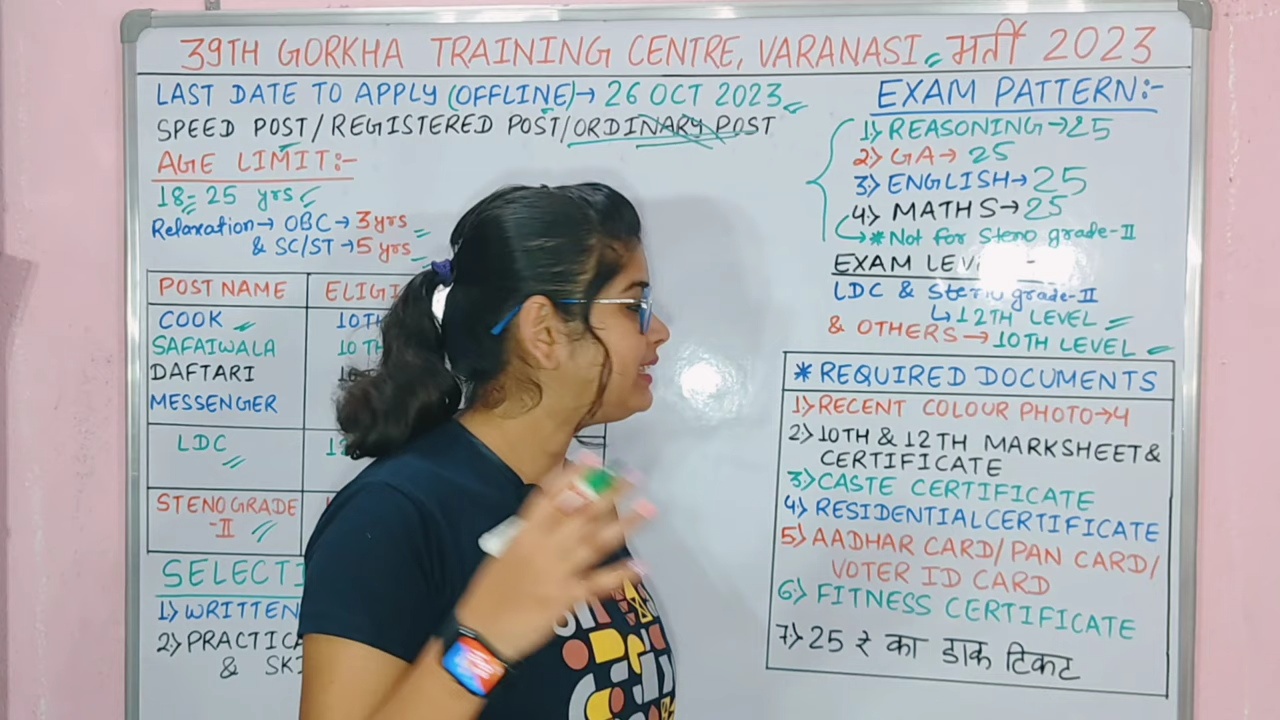 39TH GORKHA TRAINING CENTRE, VARANASI भर्ती 2023
LAST DATE TO APPLY (OFFLINE)→ 26 OCT 2023
SPEED POST/REGISTERED POST/ORDINARY POST
AGE LIMIT:-
18-25 yrs
Relaxation→ OBC→3yrs
& SC/ST→5 yrs
POST NAME
COOK 10TH
SAFAIWALA 10TH
DAFTARI
MESSENGER
LDC
STENO GRADE
-II
1) WRITTEN
2)
&
EXAM PATTERN:-
1) REASONING→25
2) GA→ 25
3) ENGLISH→25
4) MATHS→25
↳* Not for Steno grade-II
EXAM
LDC & Steno grade-II
↳12TH LEVEL
& OTHERS→10TH LEVEL
* REQUIRED DOCUMENTS
1) RECENT COLOUR PHOTO→4
2) 10TH & 12TH MARKSHEET &
CERTIFICATE
3) CASTE CERTIFICATE
4) RESIDENTIAL CERTIFICATE
5) AADHAR CARD/PAN CARD/
VOTER ID CARD
6) FITNESS CERTIFICATE
7) 25 ₹ का डाक टिकट